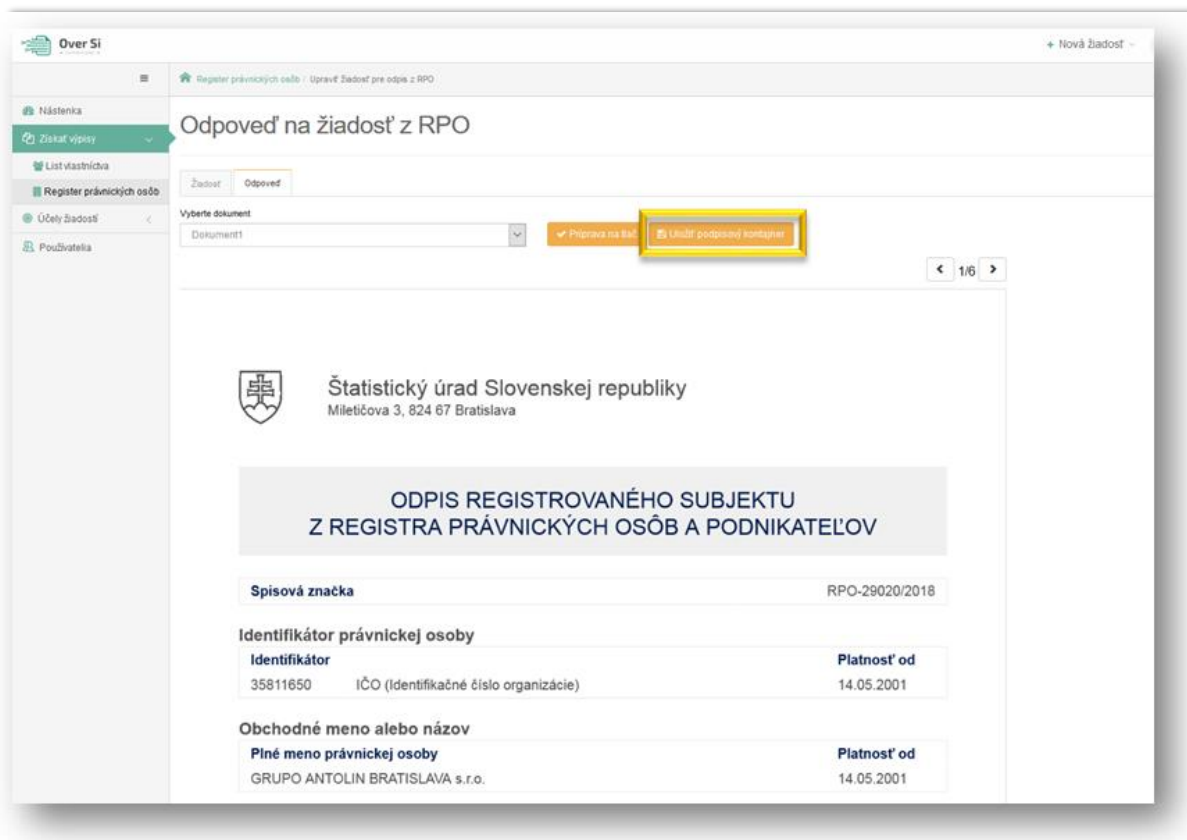 Over Si
+ Nová žiadosť
Register právnických osôb / Upraviť žiadosť pre odpis z RPO
Nástenka
Získať výpisy
List vlastníctva
Register právnických osôb
Účely žiadostí
Používatelia
Odpoveď na žiadosť z RPO
Žiadosť Odpoveď
Vyberte dokument
Dokument1
Príprava na tlač Uložiť podpisový kontajner
1/6
Štatistický úrad Slovenskej republiky
Miletičova 3, 824 67 Bratislava
ODPIS REGISTROVANÉHO SUBJEKTU
Z REGISTRA PRÁVNICKÝCH OSÔB A PODNIKATEĽOV
Spisová značka RPO-29020/2018
Identifikátor právnickej osoby
Identifikátor Platnosť od
35811650 IČO (Identifikačné číslo organizácie) 14.05.2001
Obchodné meno alebo názov
Plné meno právnickej osoby Platnosť od
GRUPO ANTOLIN BRATISLAVA s.r.o. 14.05.2001